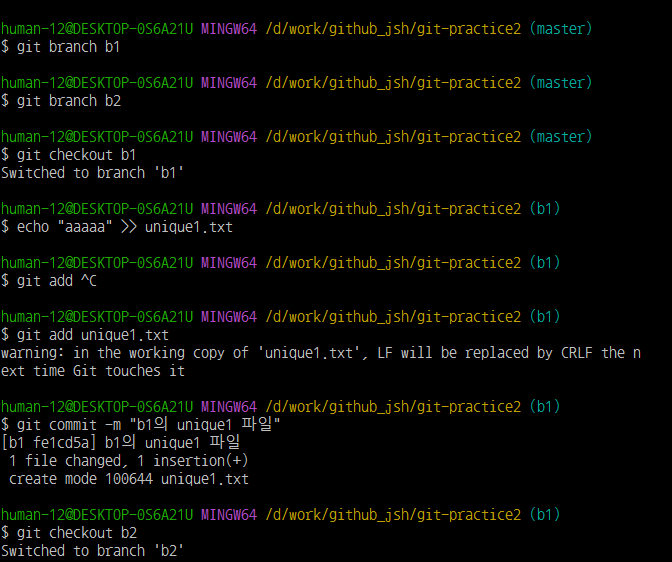 human-12@DESKTOP-0S6A21U MINGW64 /d/work/github_jsh/git-practice2 (master)
$ git branch b1
human-12@DESKTOP-0S6A21U MINGW64 /d/work/github_jsh/git-practice2 (master)
$ git branch b2
human-12@DESKTOP-0S6A21U MINGW64 /d/work/github_jsh/git-practice2 (master)
$ git checkout b1
Switched to branch 'b1'
human-12@DESKTOP-0S6A21U MINGW64 /d/work/github_jsh/git-practice2 (b1)
$ echo "aaaaa" >> unique1.txt
human-12@DESKTOP-0S6A21U MINGW64 /d/work/github_jsh/git-practice2 (b1)
$ git add ^C
human-12@DESKTOP-0S6A21U MINGW64 /d/work/github_jsh/git-practice2 (b1)
$ git add unique1.txt
warning: in the working copy of 'unique1.txt', LF will be replaced by CRLF the n
ext time Git touches it
human-12@DESKTOP-0S6A21U MINGW64 /d/work/github_jsh/git-practice2 (b1)
$ git commit -m "b1의 unique1 파일"
[b1 fe1cd5a] b1의 unique1 파일
 1 file changed, 1 insertion(+)
 create mode 100644 unique1.txt
human-12@DESKTOP-0S6A21U MINGW64 /d/work/github_jsh/git-practice2 (b1)
$ git checkout b2
Switched to branch 'b2'